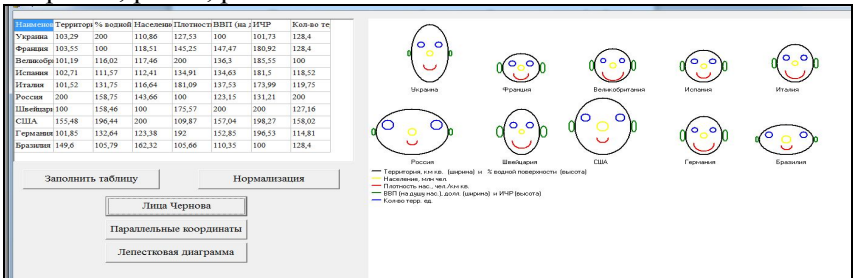 Наименов Территори % водной Населени Плотност ВВП (на д ИЧР Кол-во те
Украина 103,29 200 110,86 127,53 100 101,73 128,4
Франция 103,55 100 118,51 145,25 147,47 180,92 128,4
Великобри 101,19 116,02 117,46 200 136,3 185,55 100
Испания 102,71 111,57 112,41 134,91 134,63 181,5 118,52
Италия 101,52 131,75 116,64 181,09 137,53 173,99 119,75
Россия 200 158,75 143,66 100 123,15 131,21 200
Швейцари 100 158,46 100 175,57 200 200 127,16
США 155,48 196,44 200 109,87 157,04 198,27 158,02
Германия 101,85 132,64 123,38 192 152,85 196,53 114,81
Бразилия 149,6 105,79 162,32 105,66 110,35 100 128,4
Заполнить таблицу
Нормализация
Лица Чернова
Параллельные координаты
Лепестковая диаграмма
Украина Франция Великобритания Испания Италия
Россия Швейцария США Германия Бразилия
Территория, км кв. (ширина) и % водной поверхности (высота)
Население, млн чел.
Плотность нас., чел./км кв.
ВВП (на душу нас.), долл. (ширина) и ИЧР (высота)
Кол-во терр. ед.